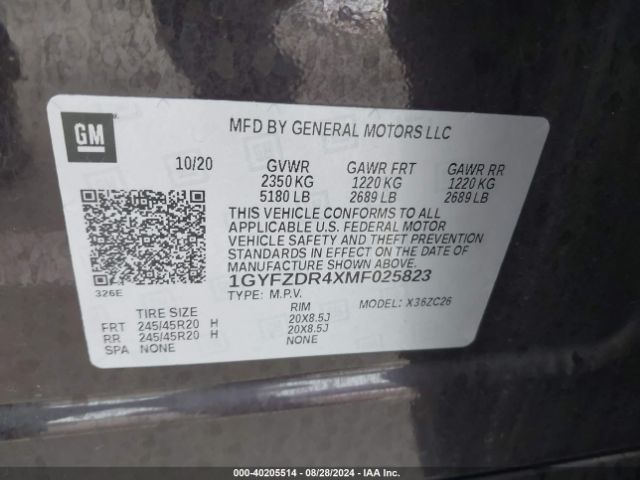 GM
MFD BY GENERAL MOTORS LLC
10/20 GVWR GAWR FRT GAWR RR
2350 KG 1220 KG 1220 KG
5180 LB 2689 LB 2689 LB
THIS VEHICLE CONFORMS TO ALL
APPLICABLE U.S. FEDERAL MOTOR
VEHICLE SAFETY AND THEFT PREVENTION
STANDARDS IN EFFECT ON THE DATE OF
MANUFACTURE SHOWN ABOVE.
326E 1GYFZDR4XMF025823
TYPE: M.P.V. MODEL: X36ZC26
TIRE SIZE RIM
FRT 245/45R20 H 20X8.5J
RR 245/45R20 H 20X8.5J
SPA NONE NONE
000-40205514 - 08/28/2024 - IAA Inc.